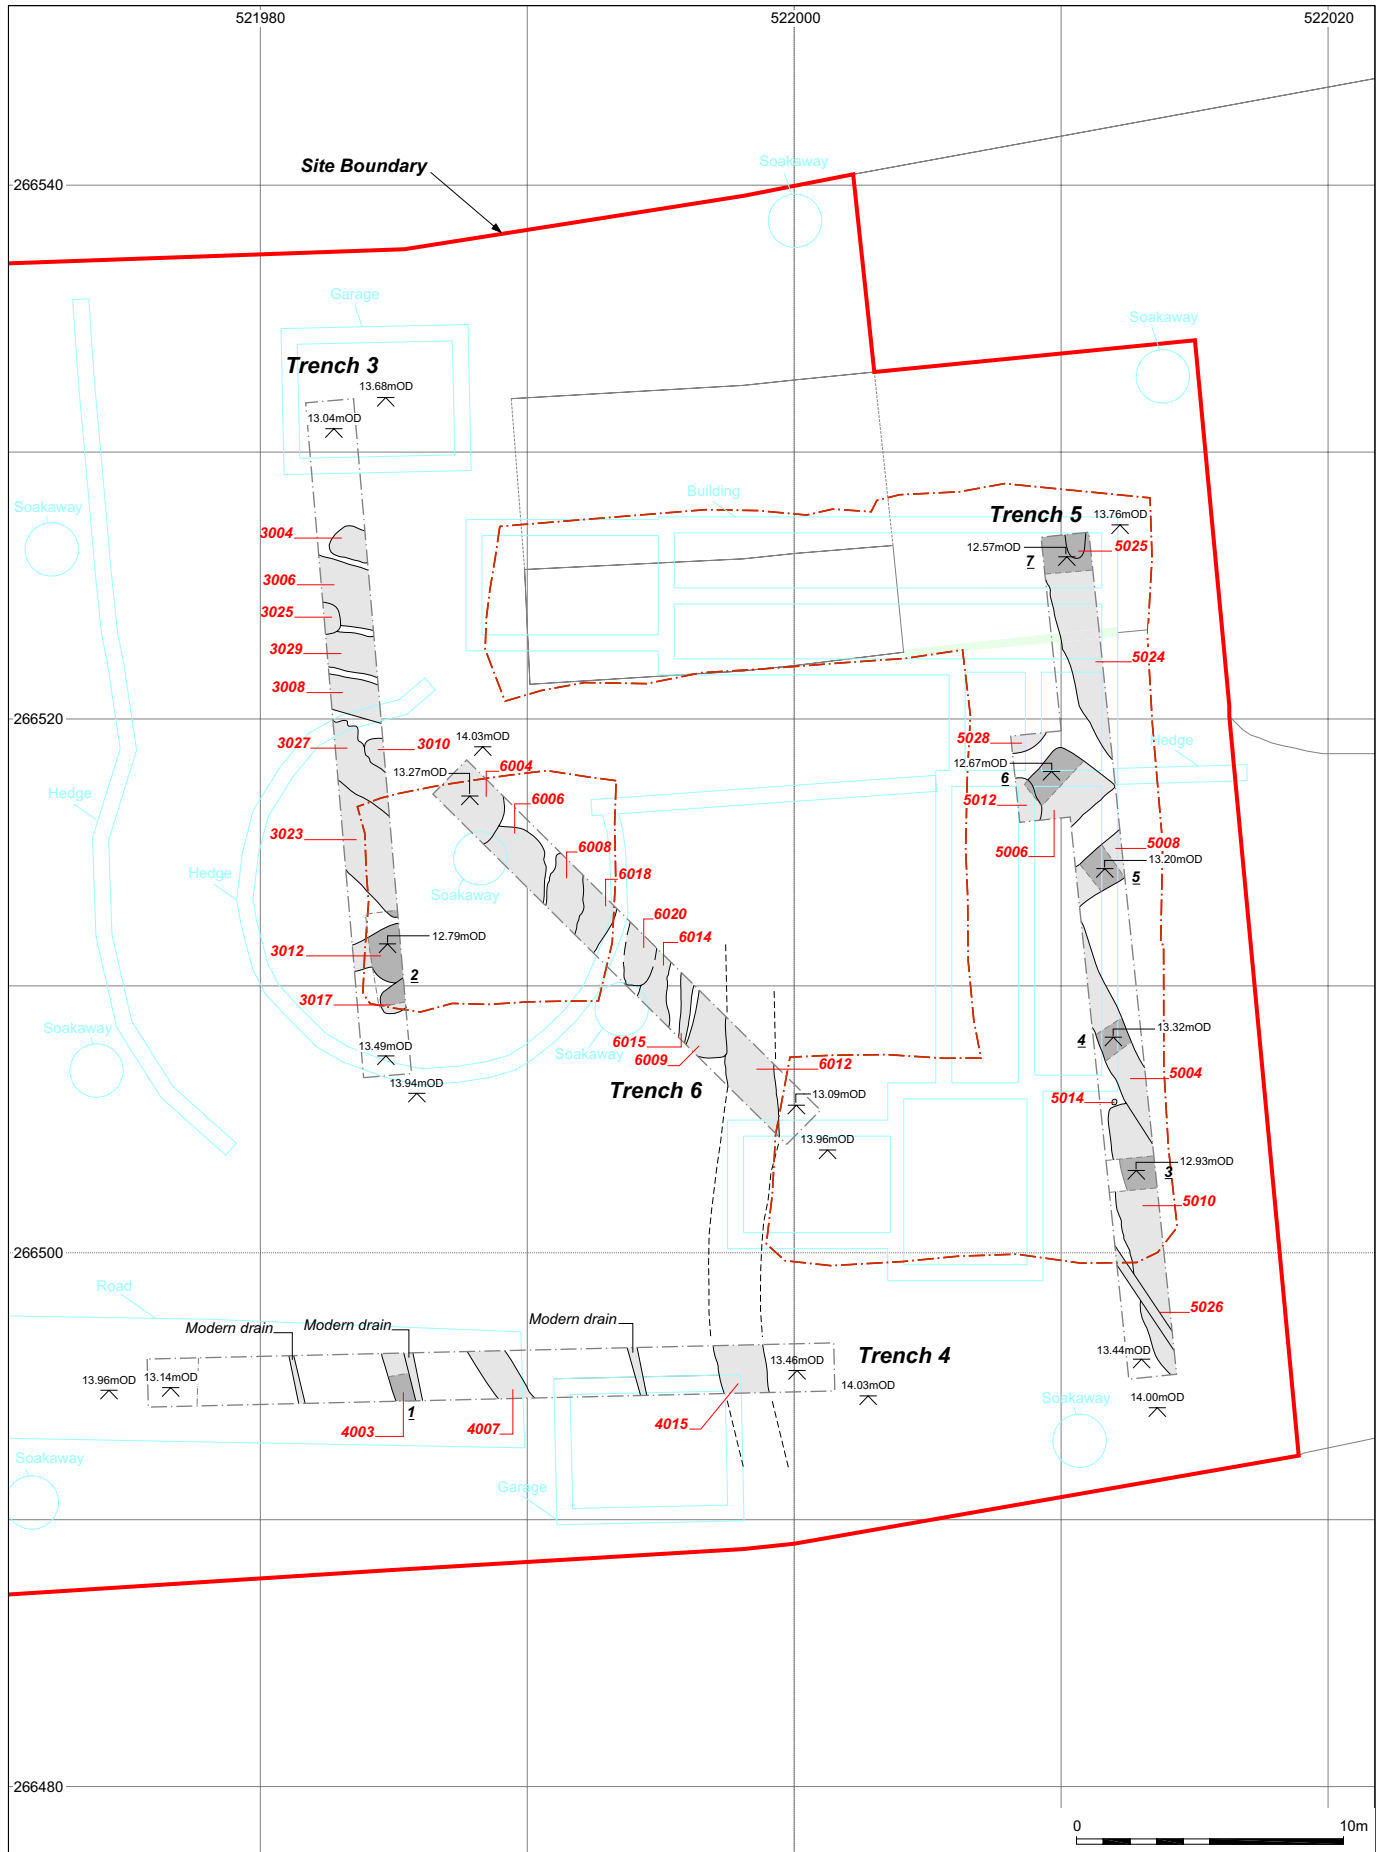 521980 522000 522020
Soakaway
Site Boundary
266540
Garage
Soakaway
Trench 3
13.68mOD
13.04mOD
Building
Soakaway
Trench 5
13.76mOD
3004
12.57mOD
5025
7
3006
3025
3029
5024
3008
266520
3027
3010
14.03mOD
5028
13.27mOD
6004
12.67mOD
Hedge
6
Hedge
6006
5012
3023
6008
5006
5008
13.20mOD
Hedge
Soakaway
6018
5
6020
12.79mOD
6014
3012
2
3017
Soakaway
13.32mOD
4
13.49mOD
6015
Soakaway
6009
6012
5004
13.94mOD
Trench 6
13.09mOD
5014
13.96mOD
12.93mOD
3
5010
266500
Road
5026
Modern drain
Modern drain
Modern drain
13.46mOD
Trench 4
13.44mOD
13.96mOD
13.14mOD
14.03mOD
14.00mOD
1
4003
4007
4015
Soakaway
Soakaway
Garage
266480
0 10m